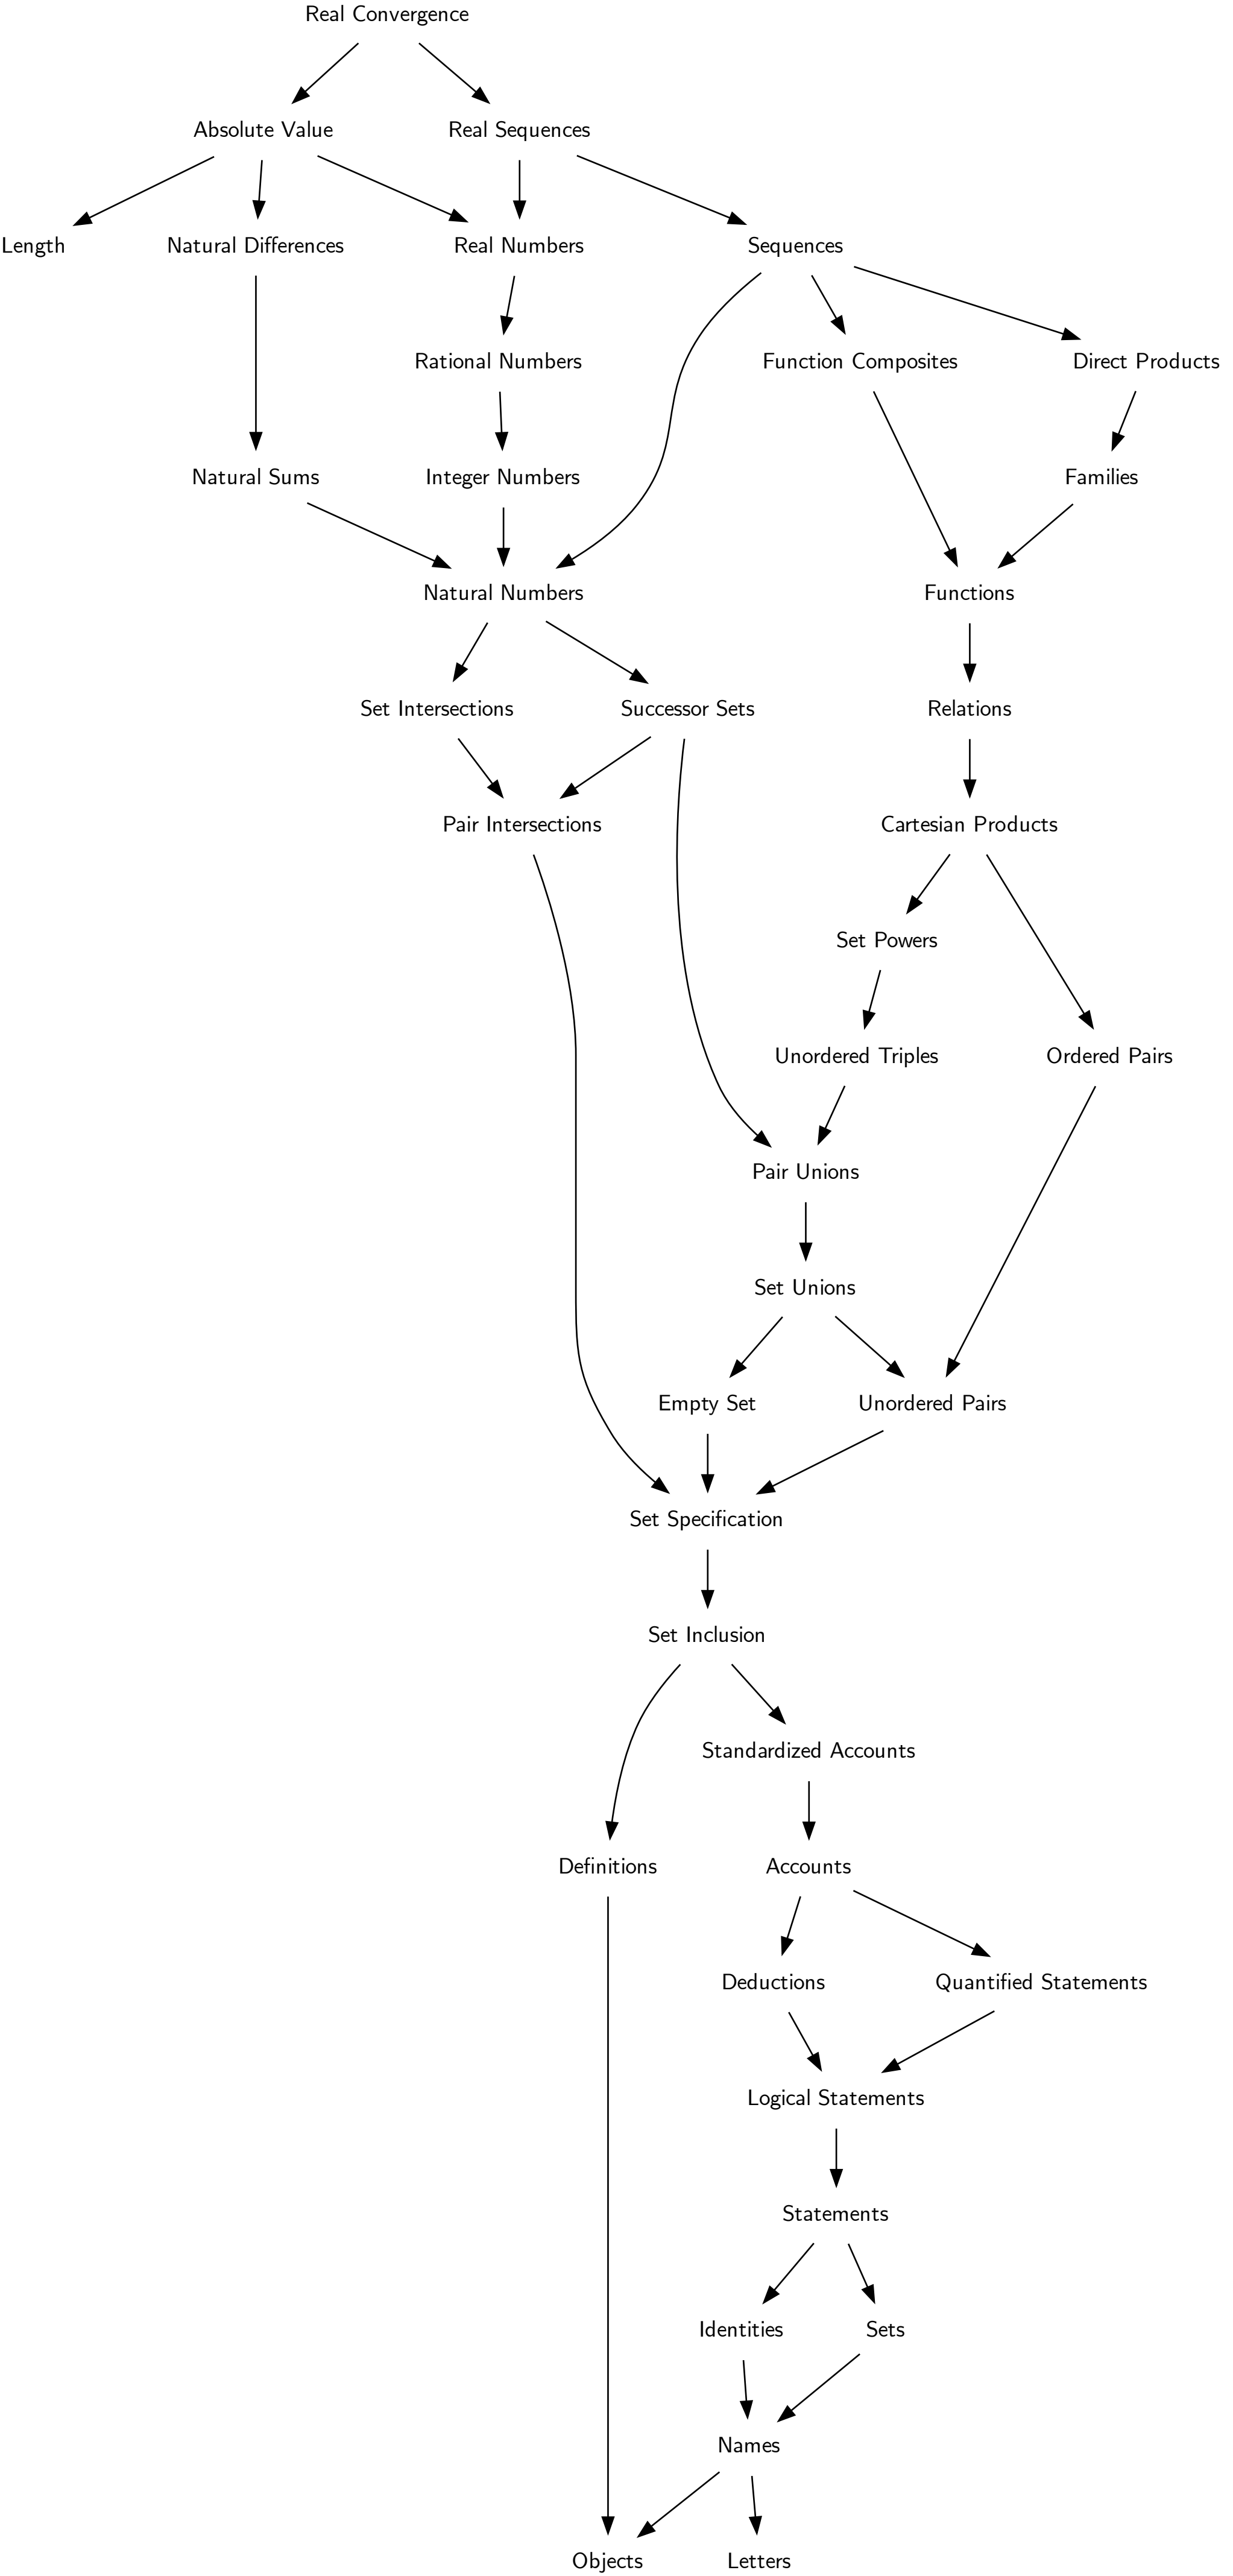 Real Convergence
Absolute Value
Real Sequences
Length
Natural Differences
Real Numbers
Sequences
Rational Numbers
Function Composites
Direct Products
Natural Sums
Integer Numbers
Families
Natural Numbers
Functions
Set Intersections
Successor Sets
Relations
Pair Intersections
Cartesian Products
Set Powers
Unordered Triples
Ordered Pairs
Pair Unions
Set Unions
Empty Set
Unordered Pairs
Set Specification
Set Inclusion
Standardized Accounts
Definitions
Accounts
Deductions
Quantified Statements
Logical Statements
Statements
Identities
Sets
Names
Objects
Letters